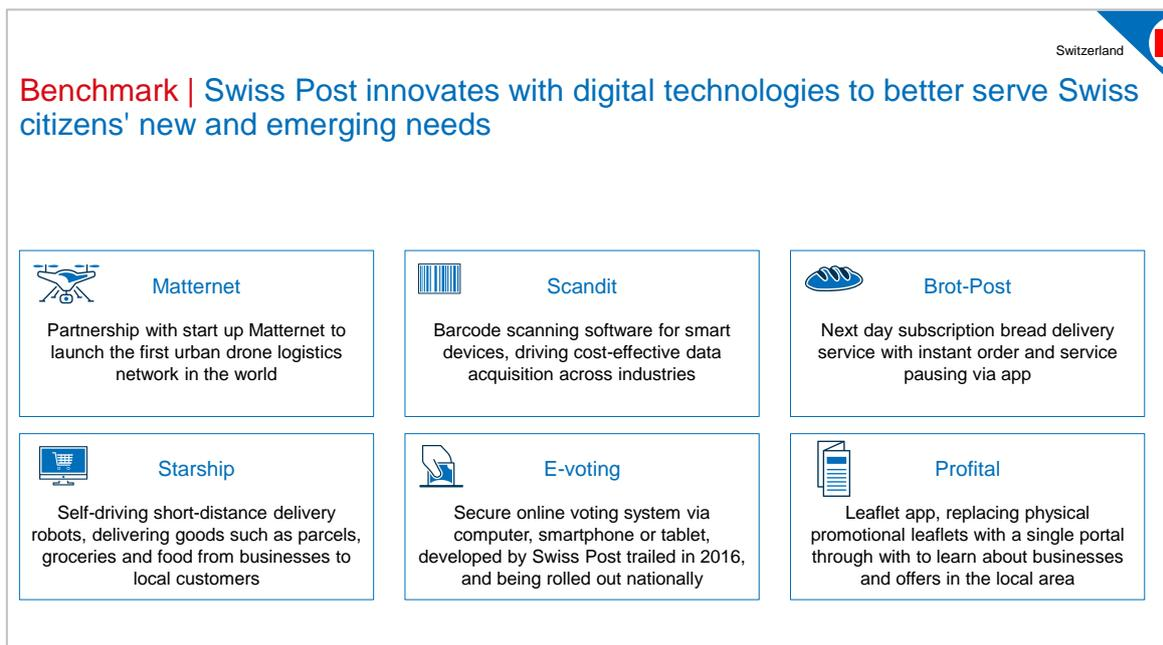 Switzerland
Benchmark | Swiss Post innovates with digital technologies to better serve Swiss
citizens' new and emerging needs
Matternet
Partnership with start up Matternet to
launch the first urban drone logistics
network in the world
Scandit
Barcode scanning software for smart
devices, driving cost-effective data
acquisition across industries
Brot-Post
Next day subscription bread delivery
service with instant order and service
pausing via app
Starship
Self-driving short-distance delivery
robots, delivering goods such as parcels,
groceries and food from businesses to
local customers
E-voting
Secure online voting system via
computer, smartphone or tablet,
developed by Swiss Post trailed in 2016,
and being rolled out nationally
Profital
Leaflet app, replacing physical
promotional leaflets with a single portal
through with to learn about businesses
and offers in the local area